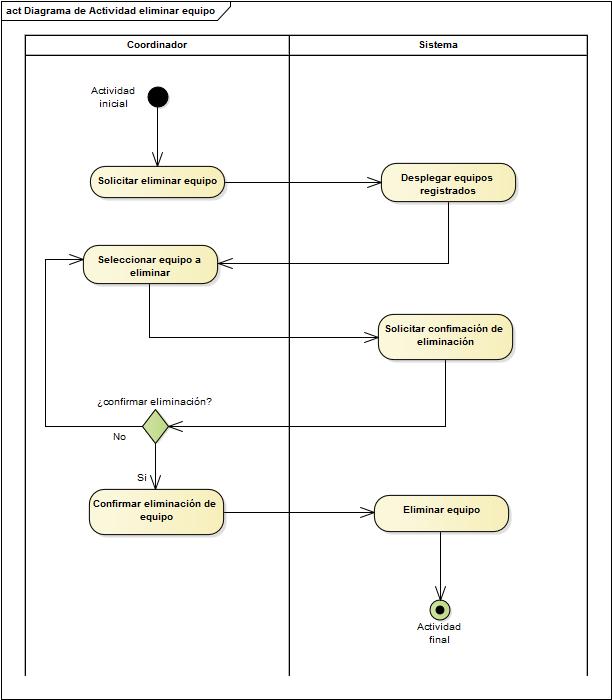 act Diagrama de Actividad eliminar equipo
Coordinador
Sistema
Actividad
inicial
Solicitar eliminar equipo
Desplegar equipos
registrados
Seleccionar equipo a
eliminar
Solicitar confimación de
eliminación
¿confirmar eliminación?
No
Si
Confirmar eliminación de
equipo
Eliminar equipo
Actividad
final